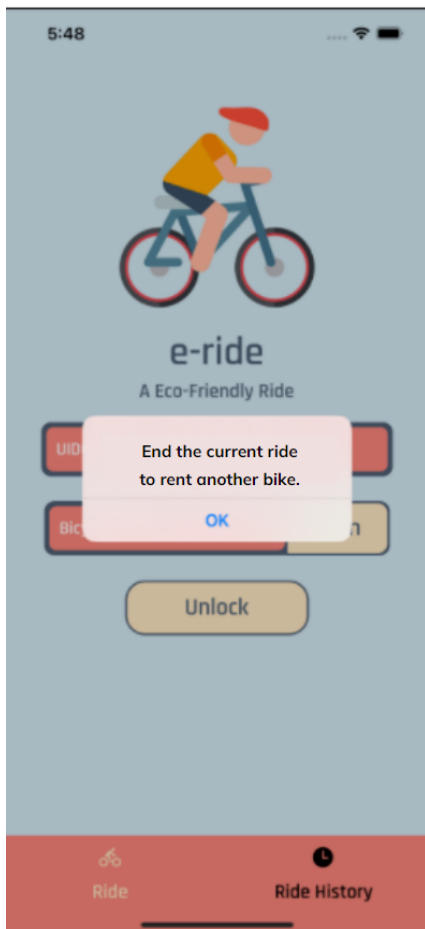 5:48
e-ride
A Eco-Friendly Ride
UID
End the current ride
to rent another bike.
OK
Unlock
Ride
Ride History